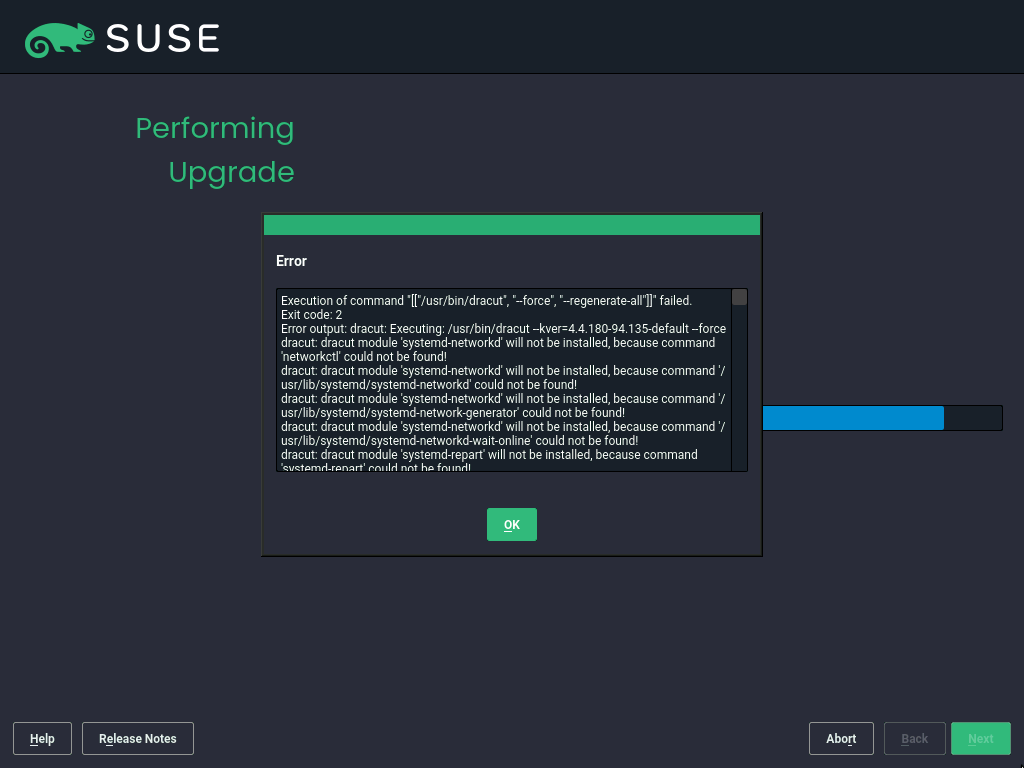 SUSE
Performing
Upgrade
Error
Execution of command "[["/usr/bin/dracut", "--force", "--regenerate-all"]]" failed.
Exit code: 2
Error output: dracut: Executing: /usr/bin/dracut --kver=4.4.180-94.135-default --force
dracut: dracut module 'systemd-networkd' will not be installed, because command
'networkctl' could not be found!
dracut: dracut module 'systemd-networkd' will not be installed, because command '/
usr/lib/systemd/systemd-networkd' could not be found!
dracut: dracut module 'systemd-networkd' will not be installed, because command '/
usr/lib/systemd/systemd-network-generator' could not be found!
dracut: dracut module 'systemd-networkd' will not be installed, because command '/
usr/lib/systemd/systemd-networkd-wait-online' could not be found!
dracut: dracut module 'systemd-repart' will not be installed, because command
'systemd-repart' could not be found!
OK
Help
Release Notes
Abort
Back
Next